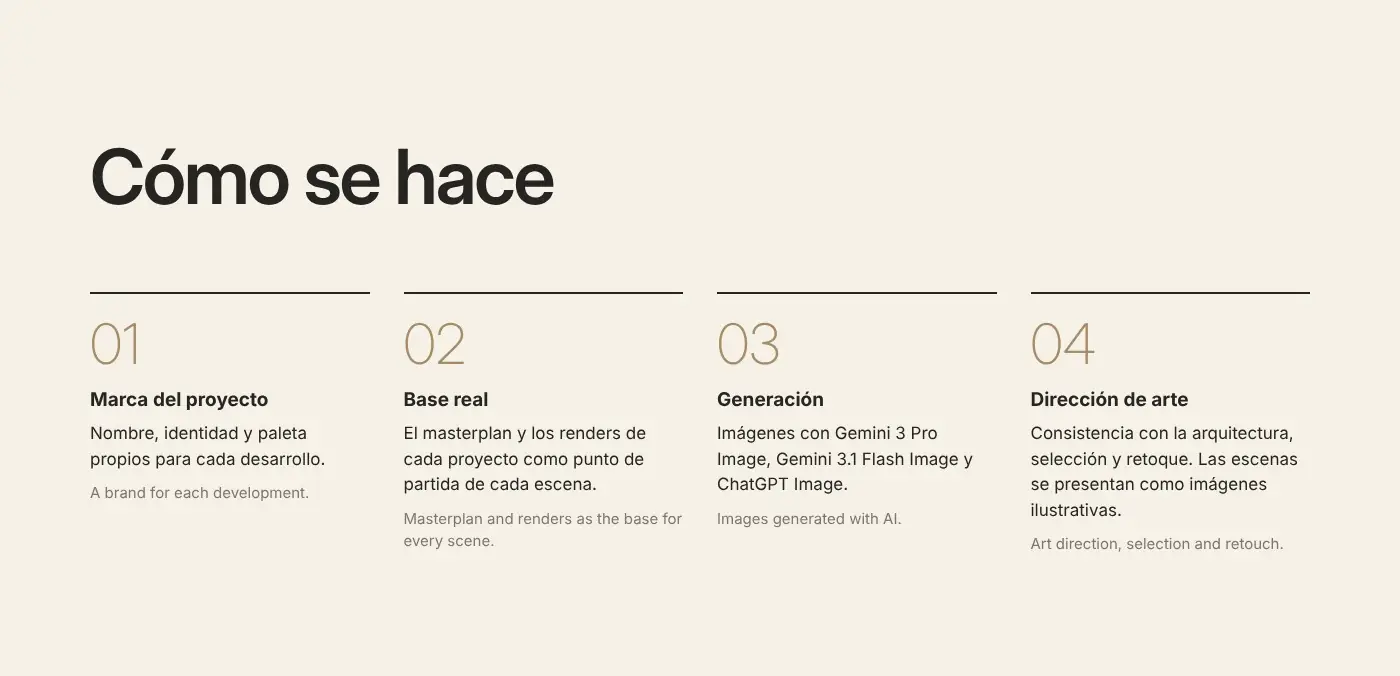 Cómo se hace
01
Marca del proyecto
Nombre, identidad y paleta
propios para cada desarrollo.
A brand for each development.
02
Base real
El masterplan y los renders de
cada proyecto como punto de
partida de cada escena.
Masterplan and renders as the base for
every scene.
03
Generación
Imágenes con Gemini 3 Pro
Image, Gemini 3.1 Flash Image y
ChatGPT Image.
Images generated with AI.
04
Dirección de arte
Consistencia con la arquitectura,
selección y retoque. Las escenas
se presentan como imágenes
ilustrativas.
Art direction, selection and retouch.